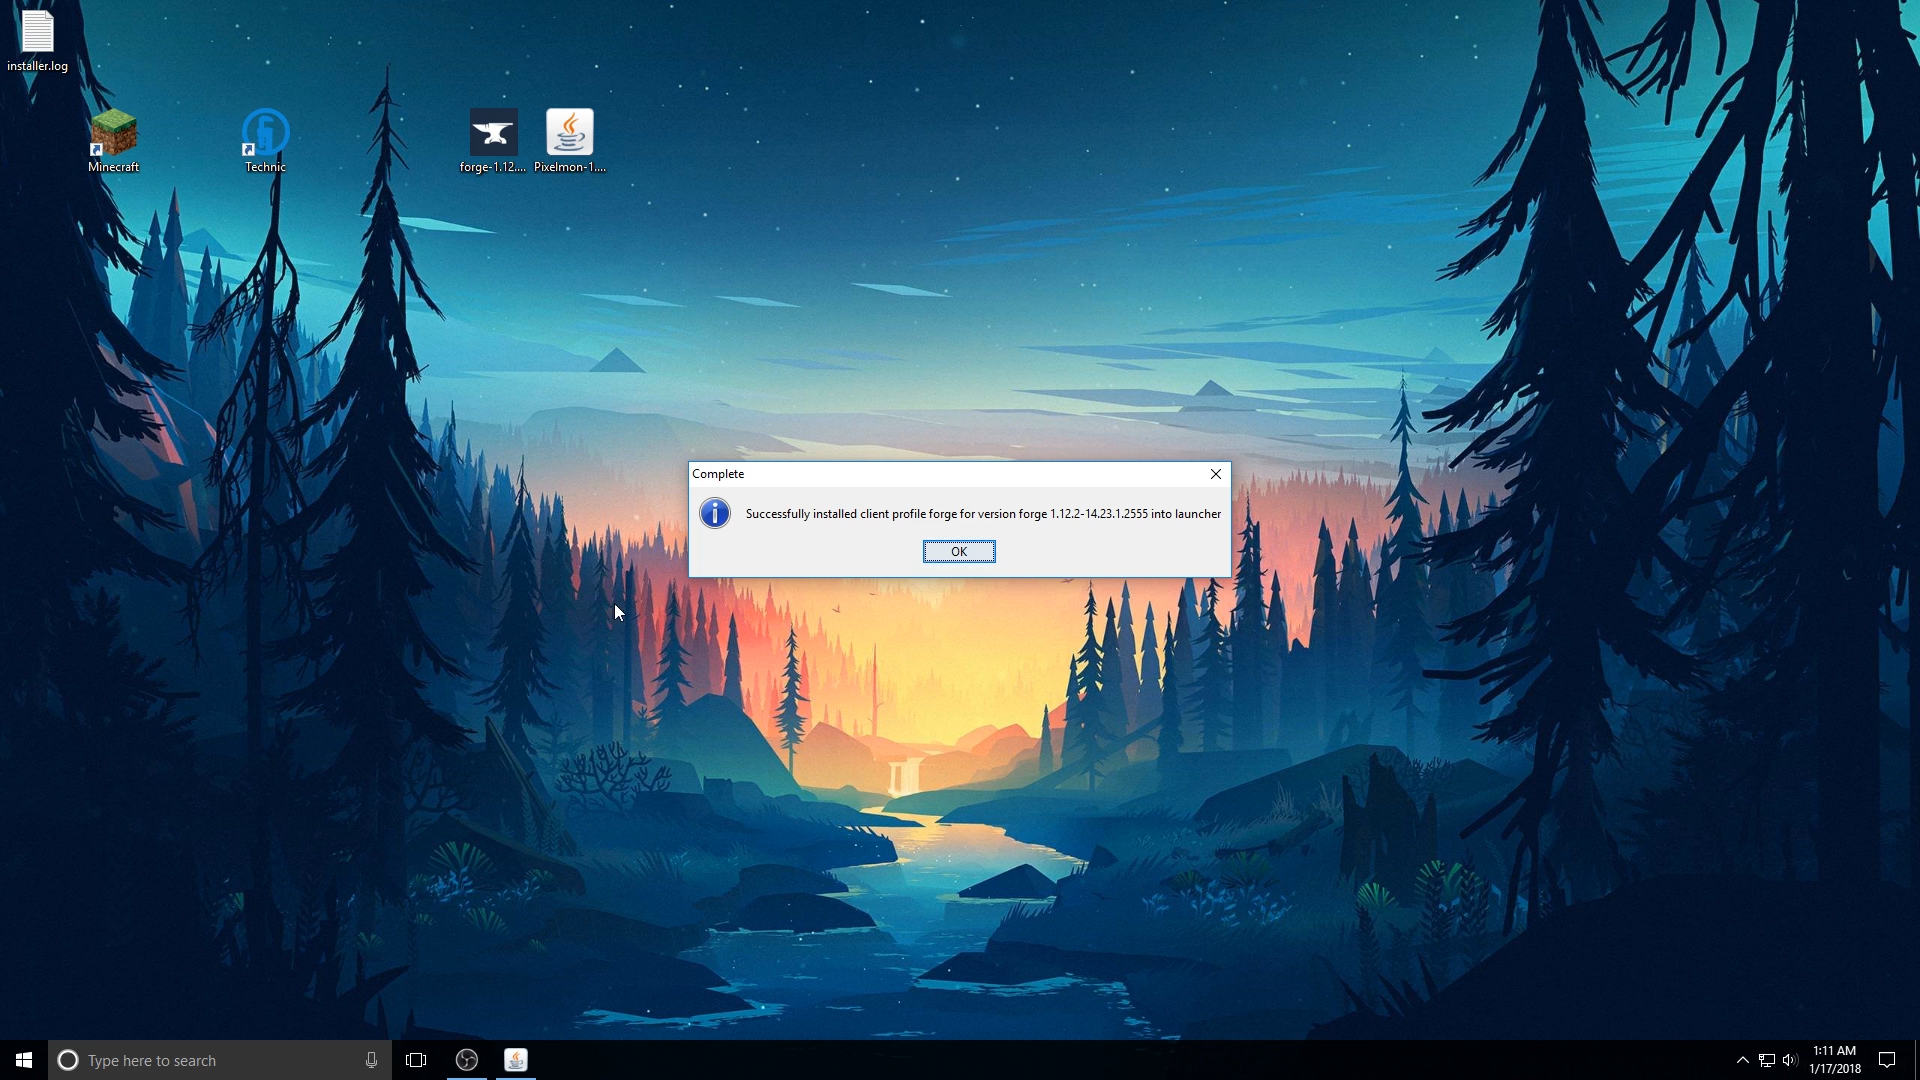 installer.log
Minecraft
Technic
forge-1.12....
Pixelmon-1....
Complete
Successfully installed client profile forge for version forge 1.12.2-14.23.1.2555 into launcher
OK
Type here to search
1:11 AM
1/17/2018